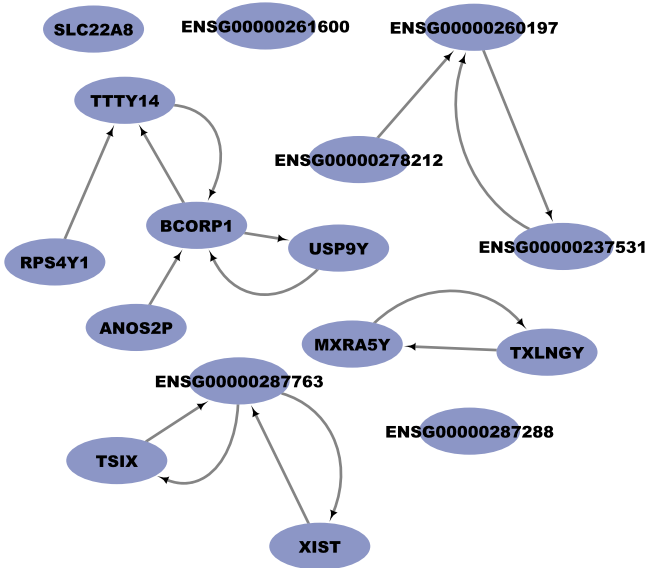 SLC22A8
ENSG00000261600
ENSG00000260197
TTTY14
ENSG00000278212
BCORP1
USP9Y
ENSG00000237531
RPS4Y1
ANOS2P
MXRA5Y
TXLNGY
ENSG00000287763
ENSG00000287288
TSIX
XIST